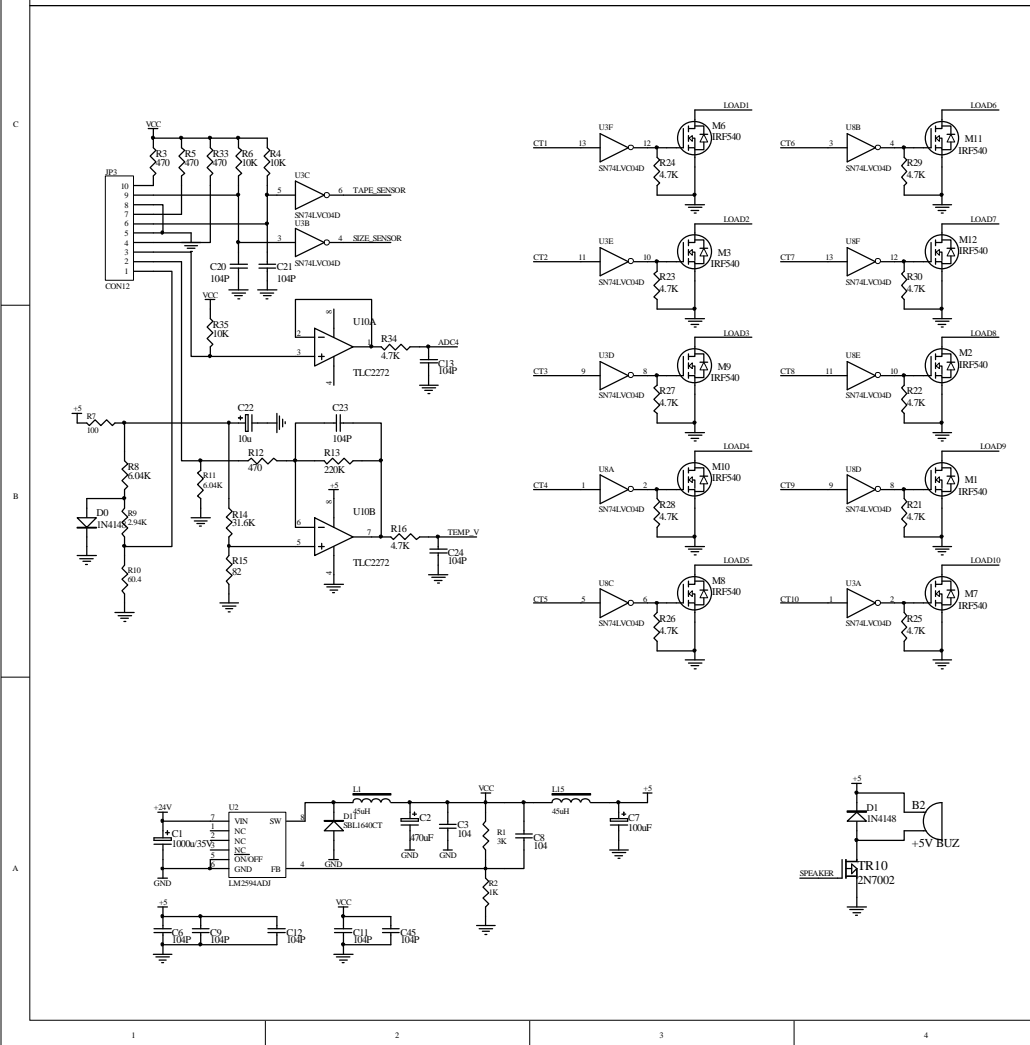 C
B
A
1
2
3
4
VCC
R3
470
R5
470
R33
470
R6
10K
R4
10K
JP3
10
9
8
7
6
5
4
3
2
1
CON12
U3C
5
6
TAPE_SENSOR
SN74LVC04D
U3B
3
4
SIZE_SENSOR
SN74LVC04D
C20
104P
C21
104P
VCC
R35
10K
U10A
8
2
3
1
4
TLC2272
R34
4.7K
ADC4
C13
104P
+5
R7
100
C22
10u
C23
104P
R8
6.04K
R12
470
R13
220K
R11
6.04K
+5
D0
1N4148
R9
2.94K
R14
31.6K
U10B
8
6
5
7
4
TLC2272
R16
4.7K
TEMP_V
C24
104P
R10
60.4
R15
82
CT1
13
U3F
12
SN74LVC04D
R24
4.7K
LOAD1
M6
IRF540
CT2
11
U3E
10
SN74LVC04D
R23
4.7K
LOAD2
M3
IRF540
CT3
9
U3D
8
SN74LVC04D
R27
4.7K
LOAD3
M9
IRF540
CT4
1
U8A
2
SN74LVC04D
R28
4.7K
LOAD4
M10
IRF540
CT5
5
U8C
6
SN74LVC04D
R26
4.7K
LOAD5
M8
IRF540
CT6
3
U8B
4
SN74LVC04D
R29
4.7K
LOAD6
M11
IRF540
CT7
13
U8F
12
SN74LVC04D
R30
4.7K
LOAD7
M12
IRF540
CT8
11
U8E
10
SN74LVC04D
R22
4.7K
LOAD8
M2
IRF540
CT9
9
U8D
8
SN74LVC04D
R21
4.7K
LOAD9
M1
IRF540
CT10
1
U3A
2
SN74LVC04D
R25
4.7K
LOAD10
M7
IRF540
+24V
C1
1000u/35V
GND
U2
7
VIN
SW
8
1
NC
2
NC
3
NC
5
ON/OFF
6
GND
FB
4
LM2594ADJ
L1
45uH
D11
SBL1640CT
GND
C2
470uF
GND
C3
104
GND
VCC
R1
3K
R2
1K
C8
104
L15
45uH
+5
C7
100uF
+5
C6
104P
C9
104P
C12
104P
VCC
C11
104P
C45
104P
+5
D1
1N4148
B2
+5V BUZ
SPEAKER
TR10
2N7002